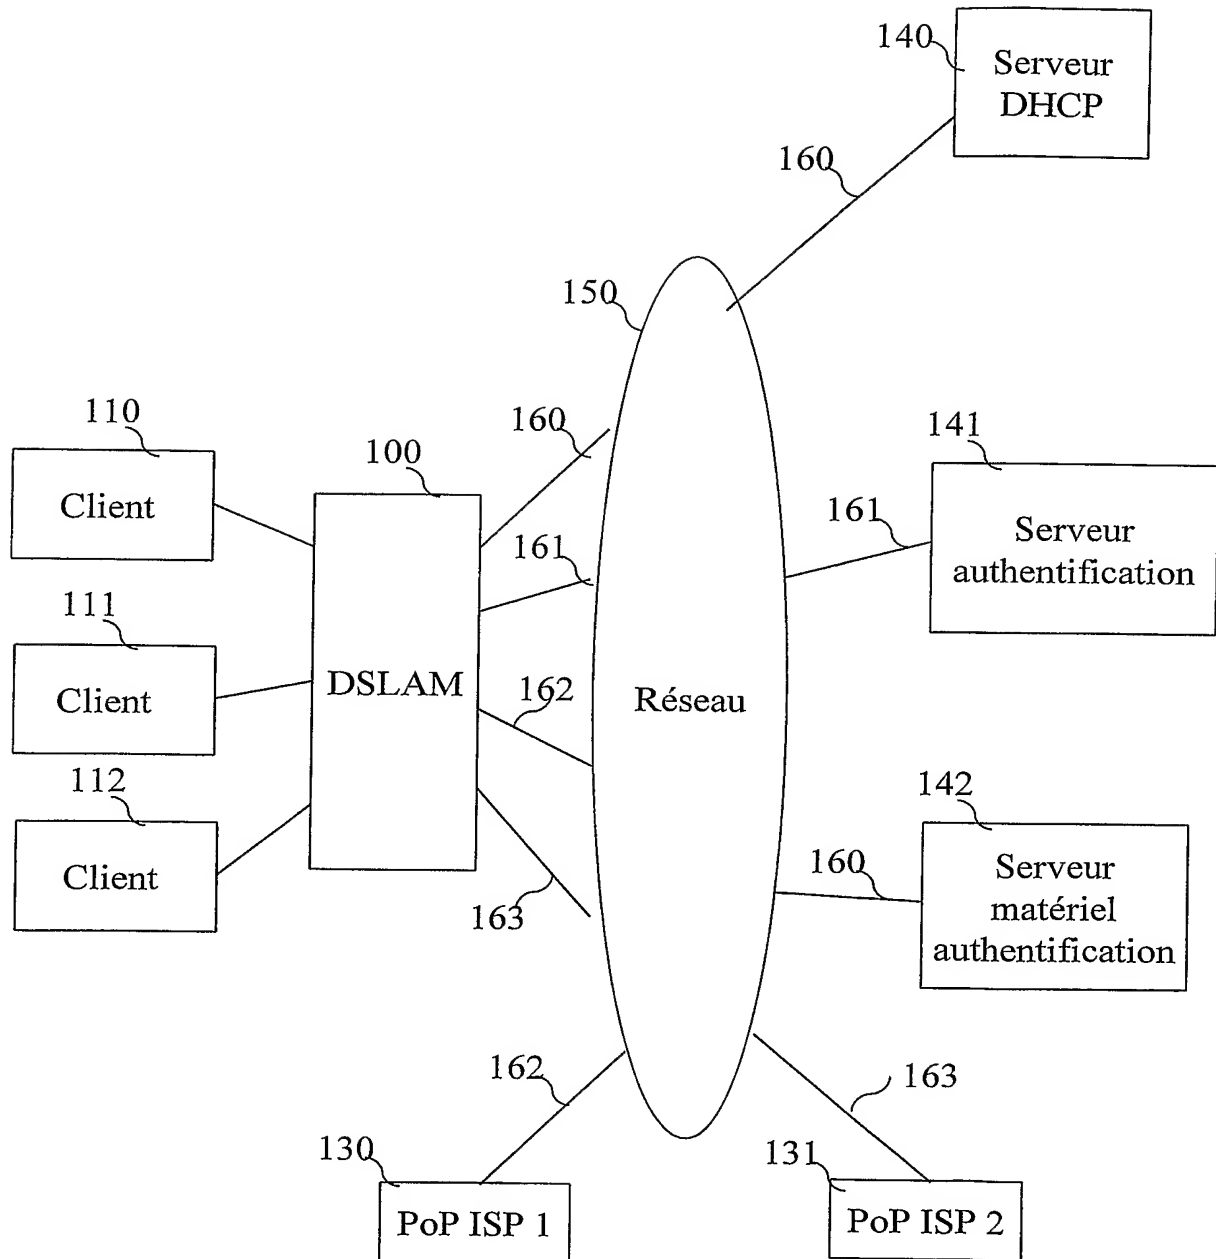 140
Serveur
DHCP
160
150
110
Client
160
100
141
161
Serveur
authentification
161
111
Client
DSLAM
162
Réseau
112
Client
163
142
160
Serveur
matériel
authentification
162
163
130
PoP ISP 1
131
PoP ISP 2